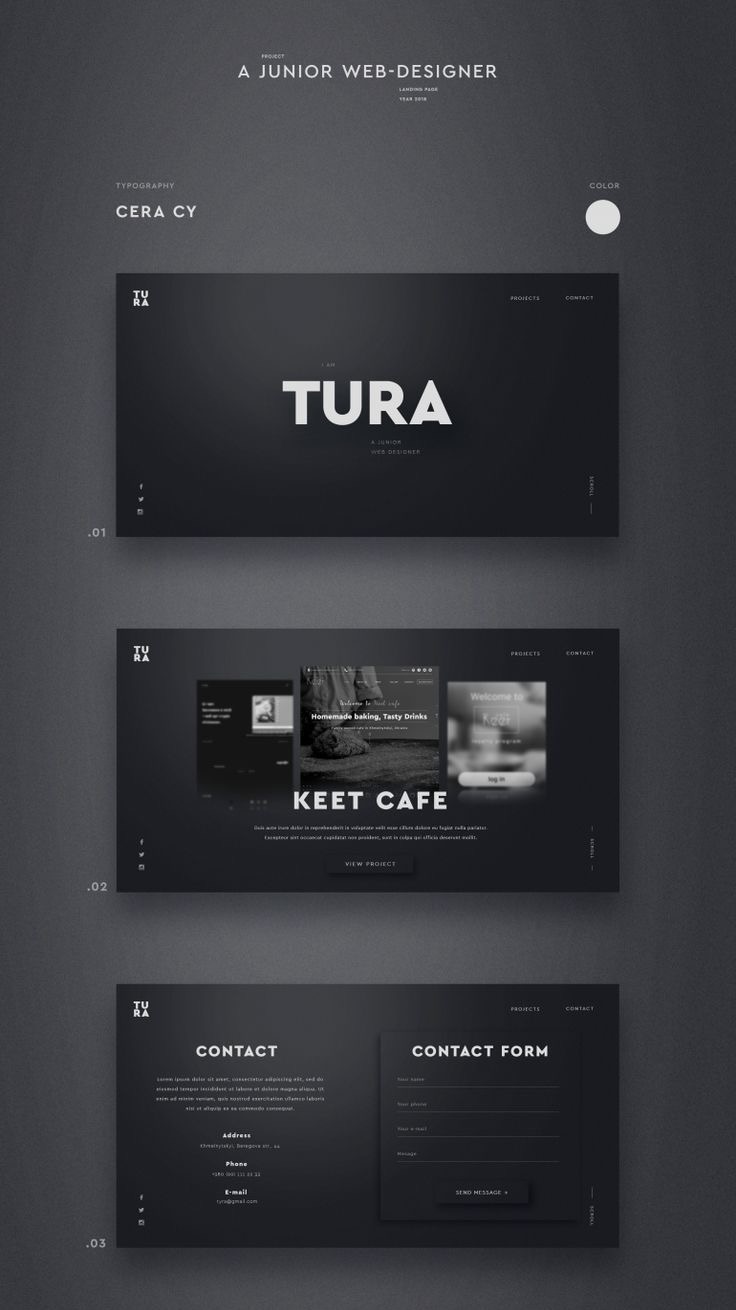 PROJECT
A JUNIOR WEB-DESIGNER
LANDING PAGE
YEAR 2018
TYPOGRAPHY
COLOR
CERA CY
TU
RA
PROJECTS
CONTACT
I AM
TURA
A JUNIOR
WEB DESIGNER
SCROLL
.01
TU
RA
PROJECTS
CONTACT
Welcome to Keet cafe
Homemade baking, Tasty Drinks
Welcome to
Keet
log in
KEET CAFE
Duis aute irure dolor in reprehenderit in voluptate velit esse cillum dolore eu fugiat nulla pariatur.
Excepteur sint occaecat cupidatat non proident, sunt in culpa qui officia deserunt mollit.
VIEW PROJECT
SCROLL
.02
TU
RA
PROJECTS
CONTACT
CONTACT
Lorem ipsum dolor sit amet, consectetur adipiscing elit, sed do
eiusmod tempor incididunt ut labore et dolore magna aliqua. Ut
enim ad minim veniam, quis nostrud exercitation ullamco laboris
nisi ut aliquip ex ea commodo consequat.
Address
Khmelnytskyi, Beregova str., 44
Phone
E-mail
tyra@gmail.com
CONTACT FORM
Your name
Your phone
Your e-mail
Mesage
SEND MESSAGE
SCROLL
.03